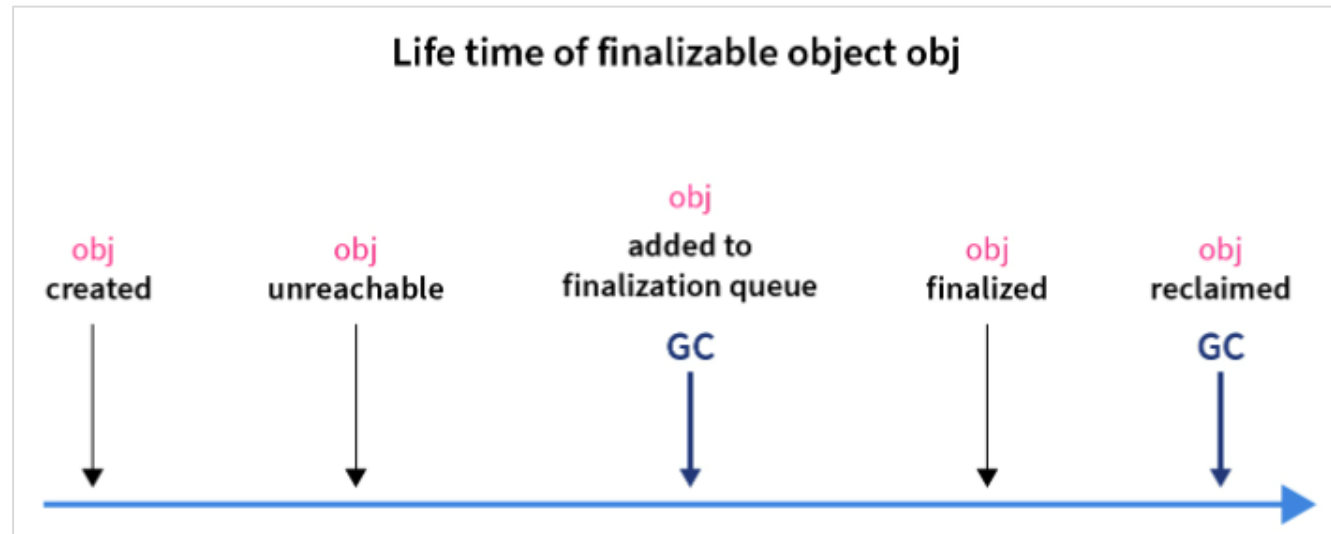 Life time of finalizable object obj
obj
created
obj
unreachable
obj
added to
finalization queue
GC
obj
finalized
obj
reclaimed
GC